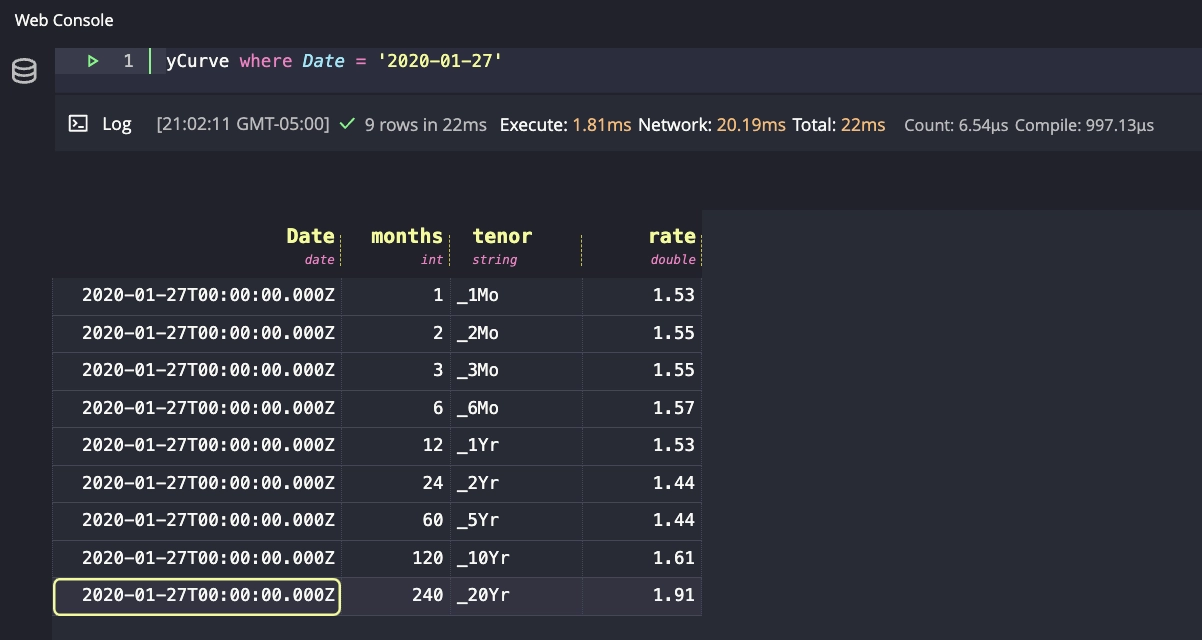 Web Console
1 yCurve where Date = '2020-01-27'
Log [21:02:11 GMT-05:00] 9 rows in 22ms Execute: 1.81ms Network: 20.19ms Total: 22ms Count: 6.54μs Compile: 997.13μs
Date months tenor rate
date int string double
2020-01-27T00:00:00.000Z 1 _1Mo 1.53
2020-01-27T00:00:00.000Z 2 _2Mo 1.55
2020-01-27T00:00:00.000Z 3 _3Mo 1.55
2020-01-27T00:00:00.000Z 6 _6Mo 1.57
2020-01-27T00:00:00.000Z 12 _1Yr 1.53
2020-01-27T00:00:00.000Z 24 _2Yr 1.44
2020-01-27T00:00:00.000Z 60 _5Yr 1.44
2020-01-27T00:00:00.000Z 120 _10Yr 1.61
2020-01-27T00:00:00.000Z 240 _20Yr 1.91